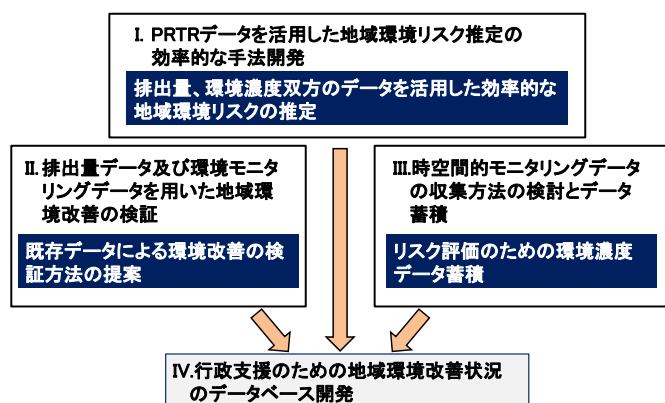 Ⅰ. PRTRデータを活用した地域環境リスク推定の
効率的な手法開発
排出量、環境濃度双方のデータを活用した効率的な
地域環境リスクの推定
Ⅱ.排出量データ及び環境モニタ
リングデータを用いた地域環
境改善の検証
既存データによる環境改善の検
証方法の提案
Ⅲ.時空間的モニタリングデータ
の収集方法の検討とデータ
蓄積
リスク評価のための環境濃度
データ蓄積
Ⅳ.行政支援のための地域環境改善状況
のデータベース開発